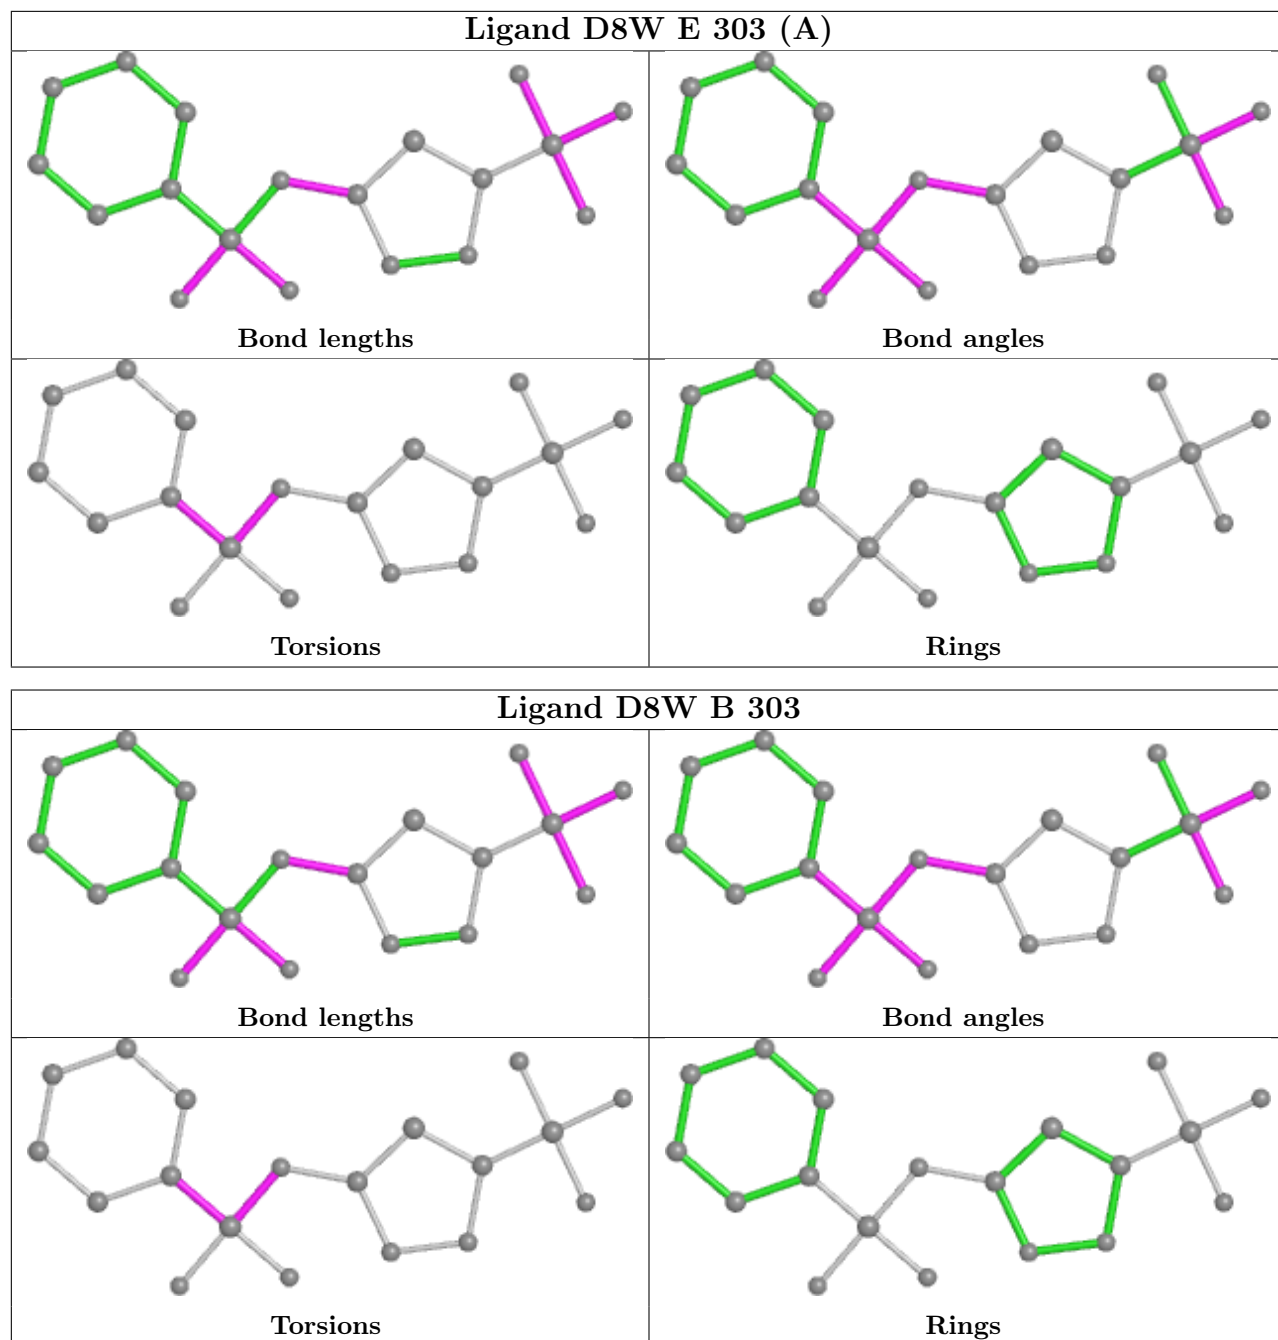 Ligand D8W E 303 (A)
Bond lengths
Bond angles
Torsions
Rings
Ligand D8W B 303
Bond lengths
Bond angles
Torsions
Rings